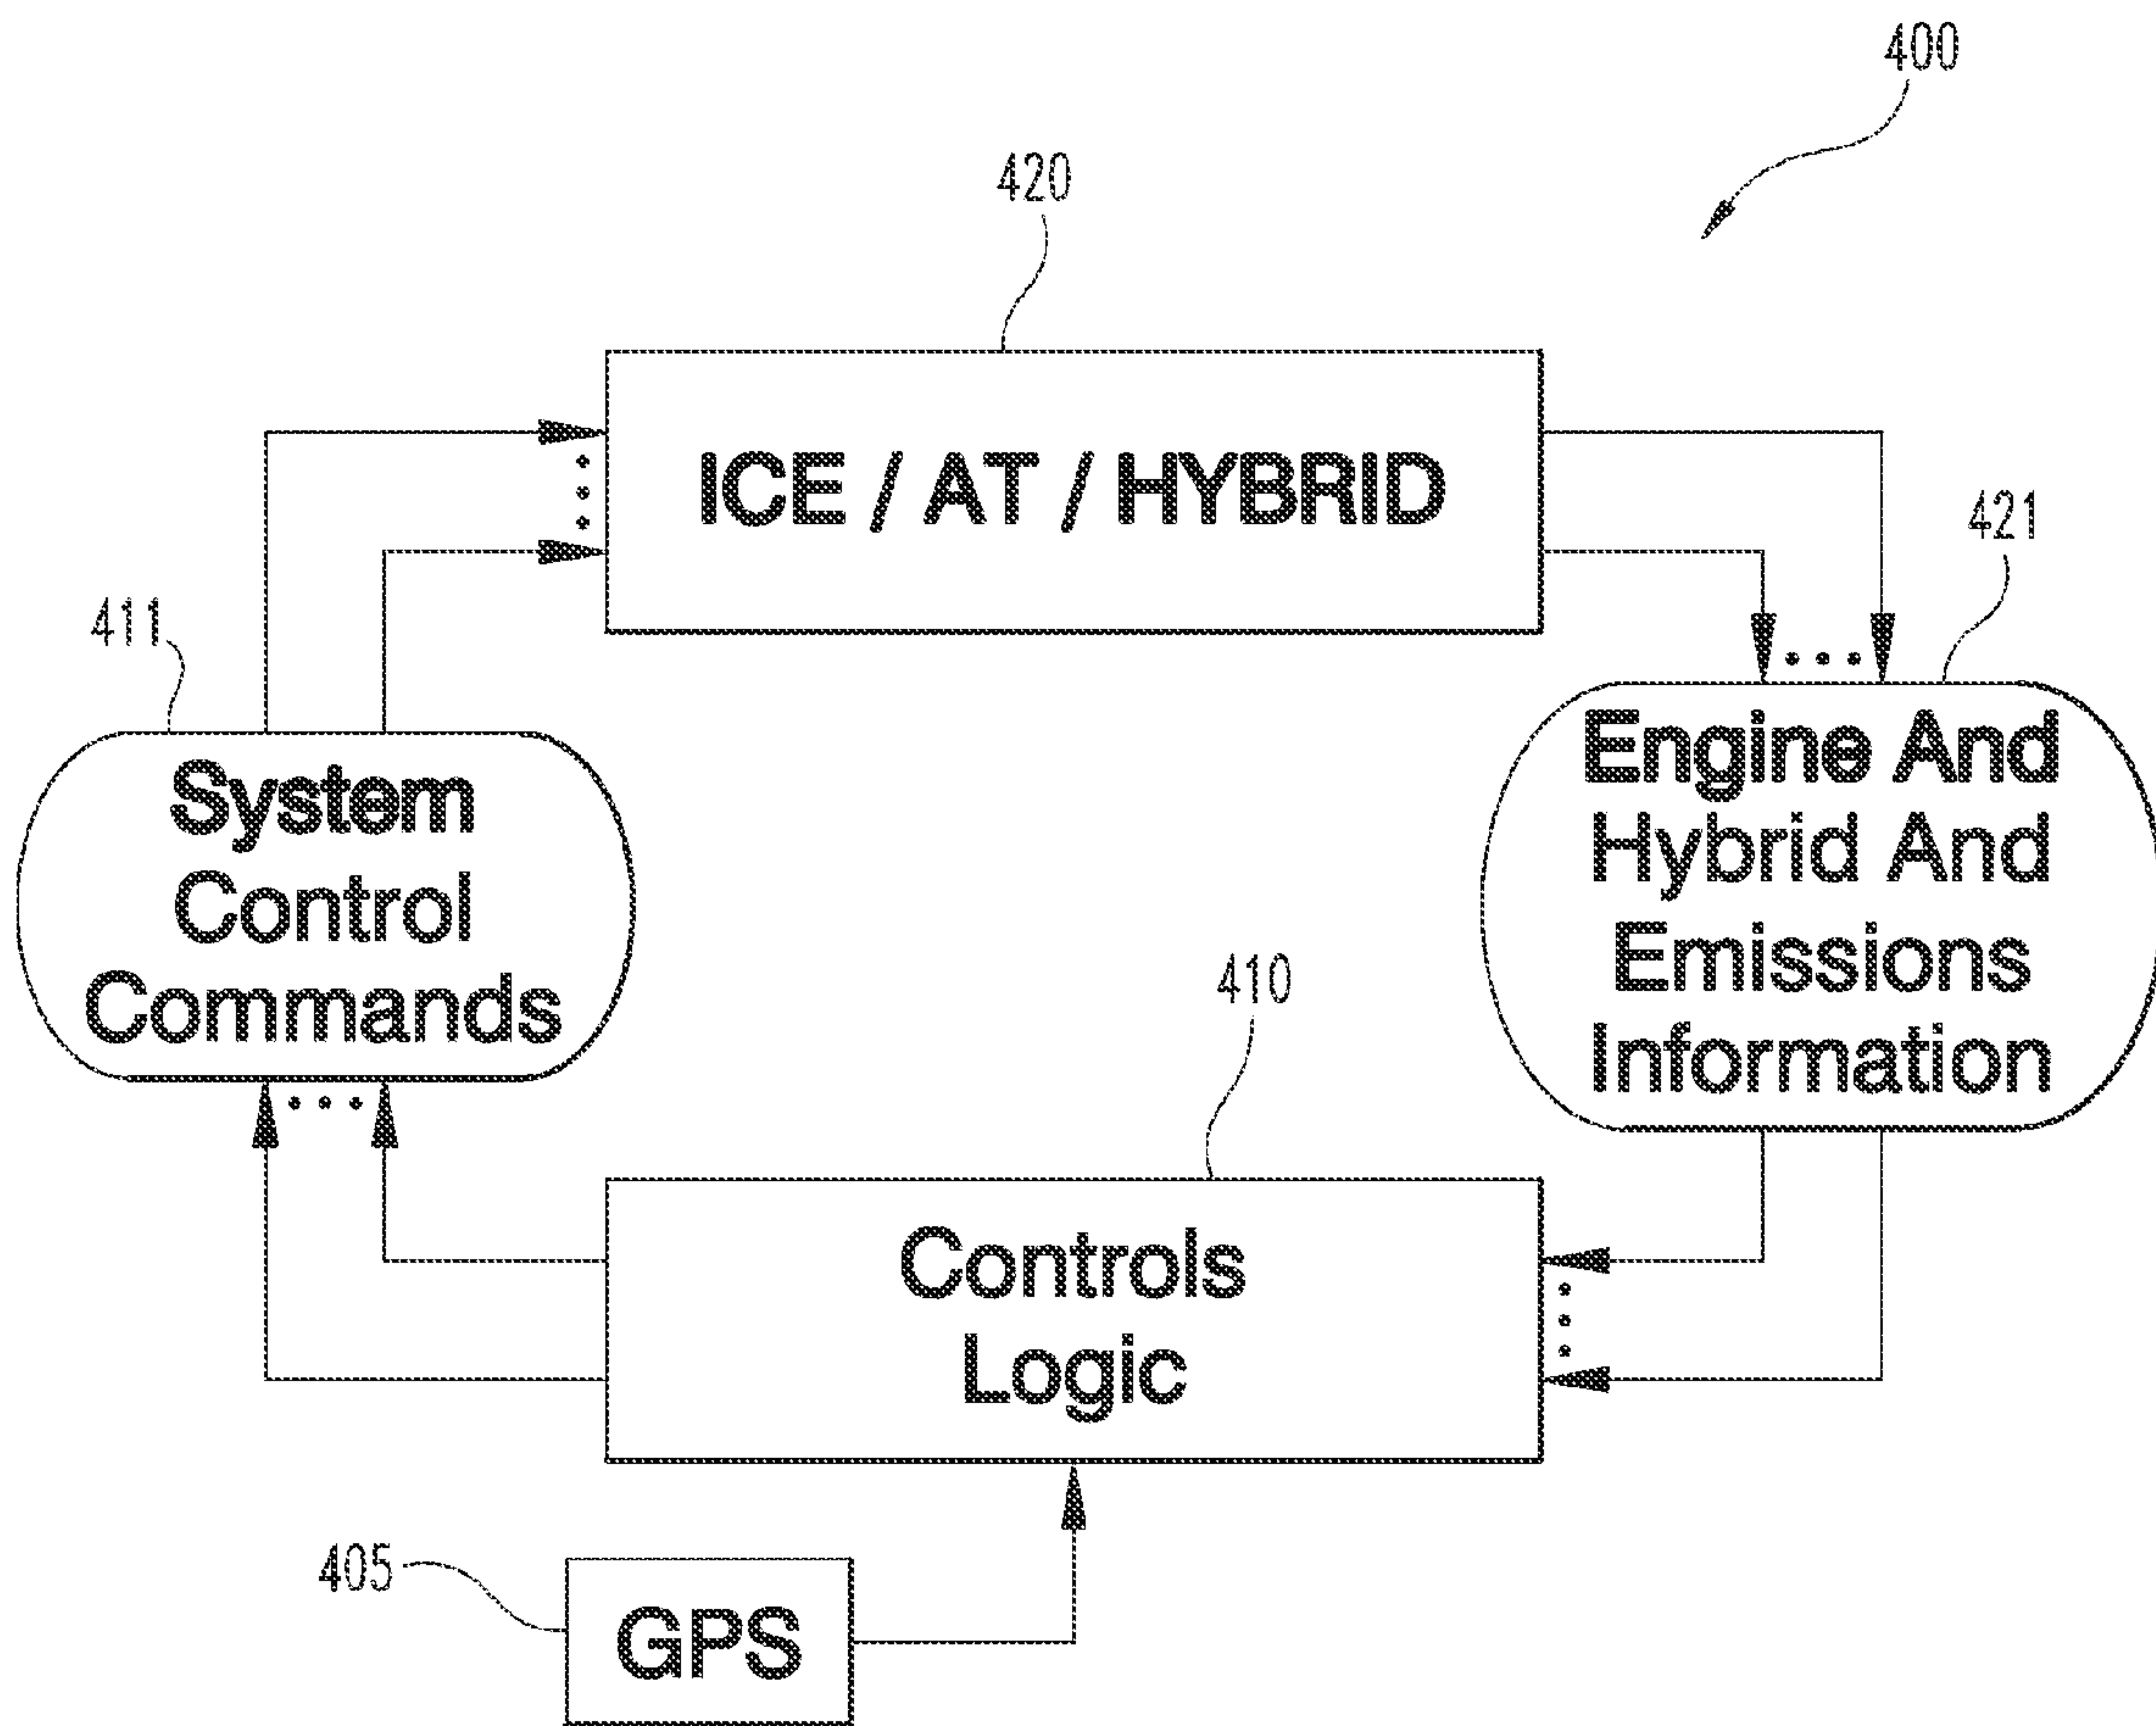 400
420
ICE / AT / HYBRID
421
411
Engine And
Hybrid And
Emissions
Information
System
Control
Commands
410
Controls
Logic
405
GPS